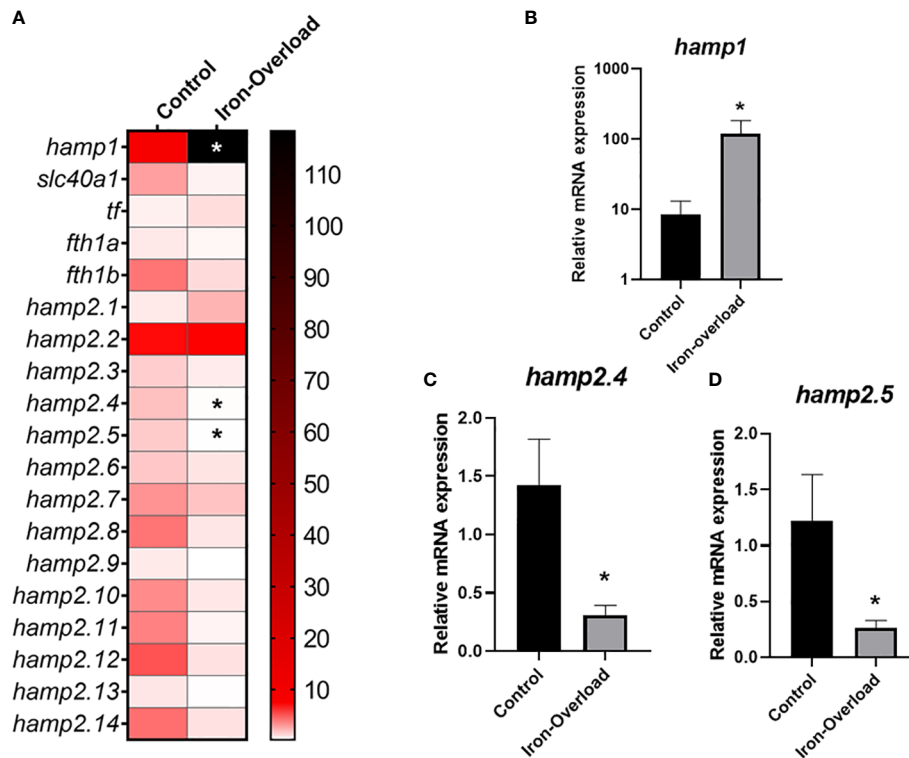 A
Control
Iron-Overload
hamp1
*
slc40a1
tf
fth1a
fth1b
hamp2.1
hamp2.2
hamp2.3
hamp2.4
*
hamp2.5
*
hamp2.6
hamp2.7
hamp2.8
hamp2.9
hamp2.10
hamp2.11
hamp2.12
hamp2.13
hamp2.14
110
100
90
80
70
60
50
40
30
20
10
B
hamp1
Relative mRNA expression
1000
100
10
1
*
Control
Iron-overload
C
hamp2.4
Relative mRNA expression
2.0
1.5
1.0
0.5
0.0
*
Control
Iron-Overload
D
hamp2.5
Relative mRNA expression
2.0
1.5
1.0
0.5
0.0
*
Control
Iron-Overload